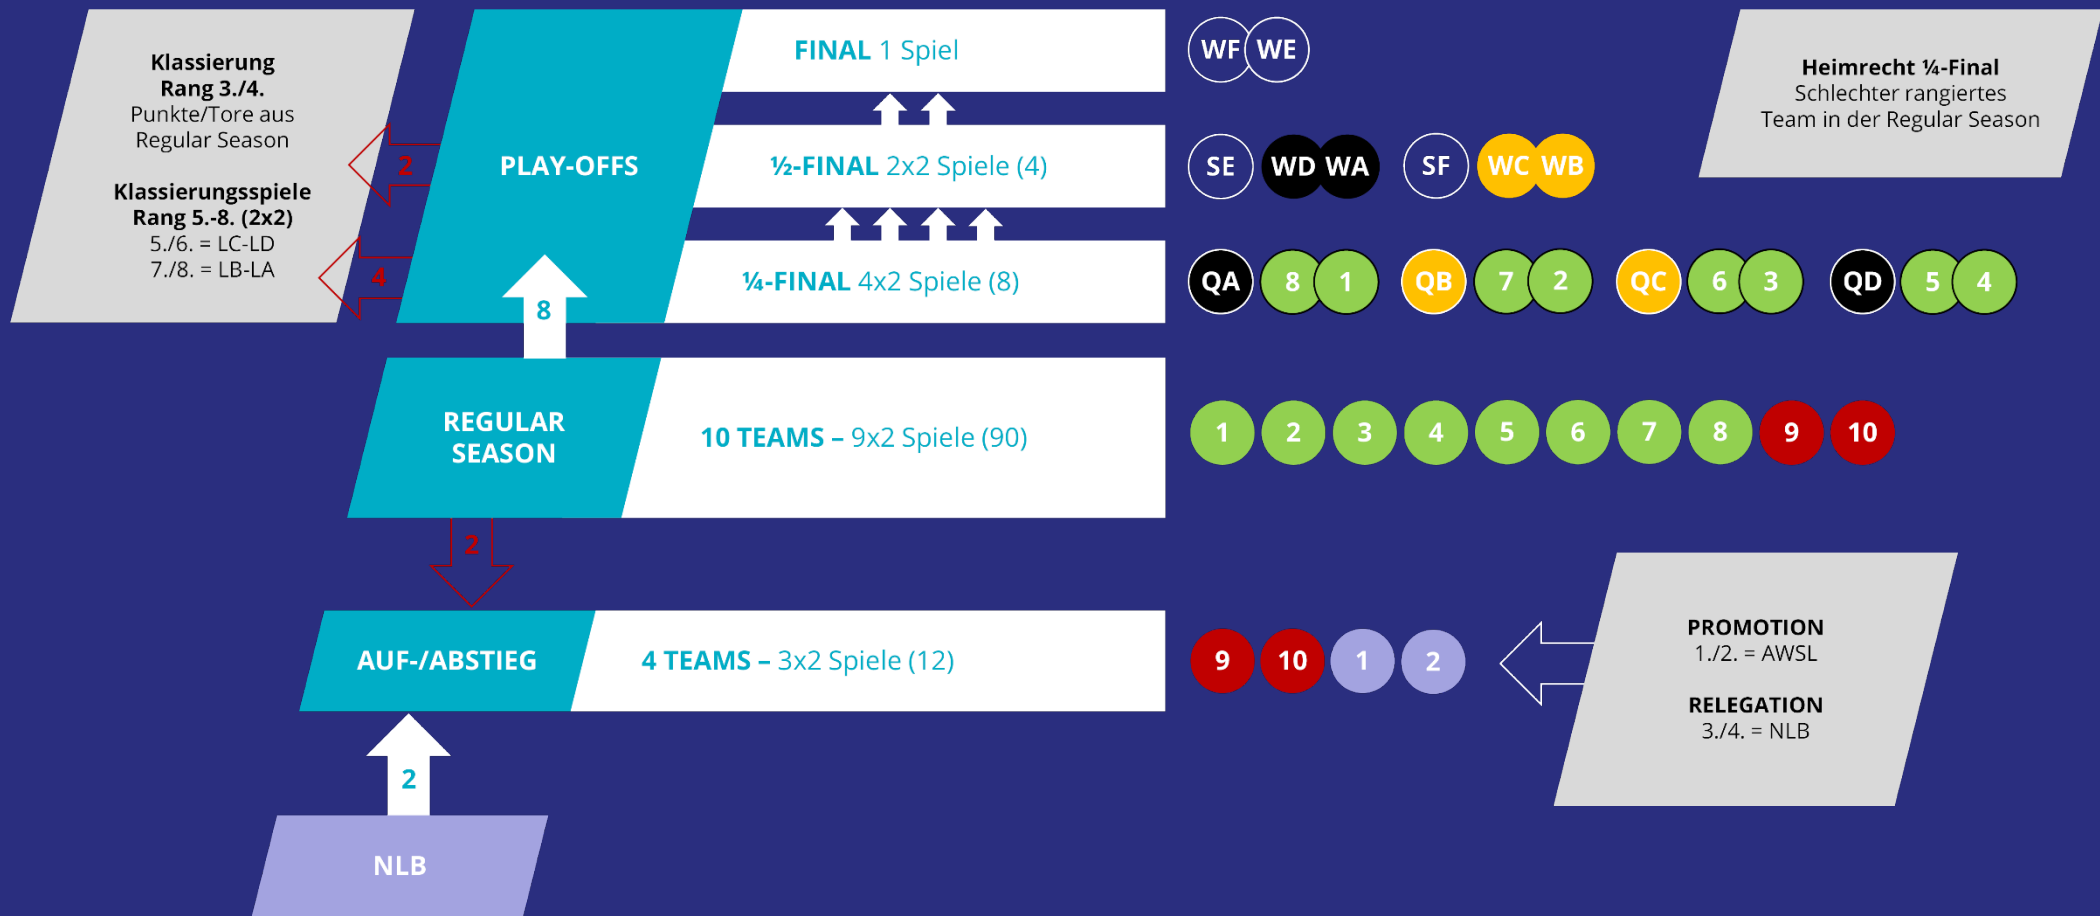 Klassierung
Rang 3./4.
Punkte/Tore aus
Regular Season
Klassierungsspiele
Rang 5.-8. (2x2)
5./6. = LC-LD
7./8. = LB-LA
2
4
PLAY-OFFS
8
FINAL 1 Spiel
WF WE
½-FINAL 2x2 Spiele (4)
SE WD WA SF WC WB
¼-FINAL 4x2 Spiele (8)
QA 8 1 QB 7 2 QC 6 3 QD 5 4
Heimrecht ¼-Final
Schlechter rangiertes
Team in der Regular Season
REGULAR
SEASON
10 TEAMS – 9x2 Spiele (90)
1 2 3 4 5 6 7 8 9 10
2
AUF-/ABSTIEG
4 TEAMS – 3x2 Spiele (12)
9 10 1 2
PROMOTION
1./2. = AWSL
RELEGATION
3./4. = NLB
2
NLB